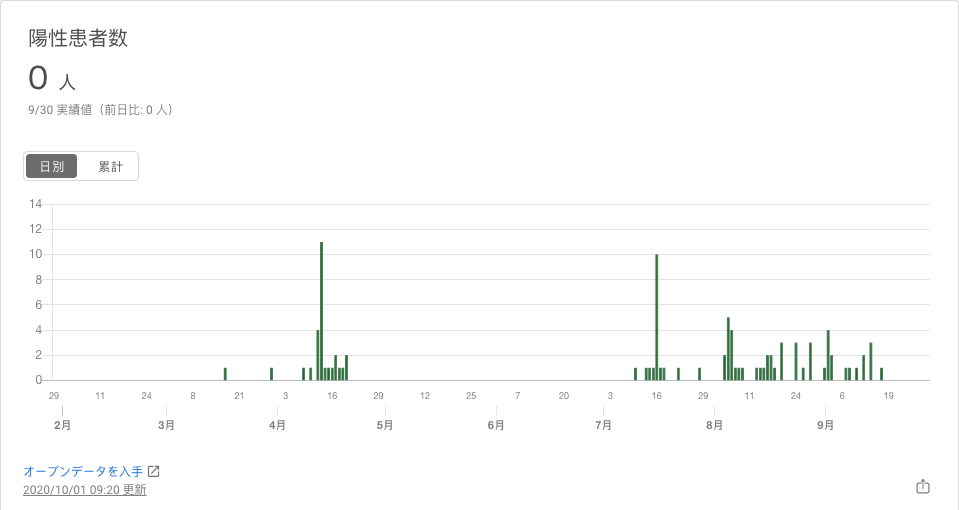 陽性患者数
0 人
9/30 実績値（前日比: 0 人）
日別 累計
14
12
10
8
6
4
2
0
29 11 24 8 21 3 16 29 12 25 7 20 3 16 29 11 24 6 19
2月 3月 4月 5月 6月 7月 8月 9月
オープンデータを入手
2020/10/01 09:20 更新